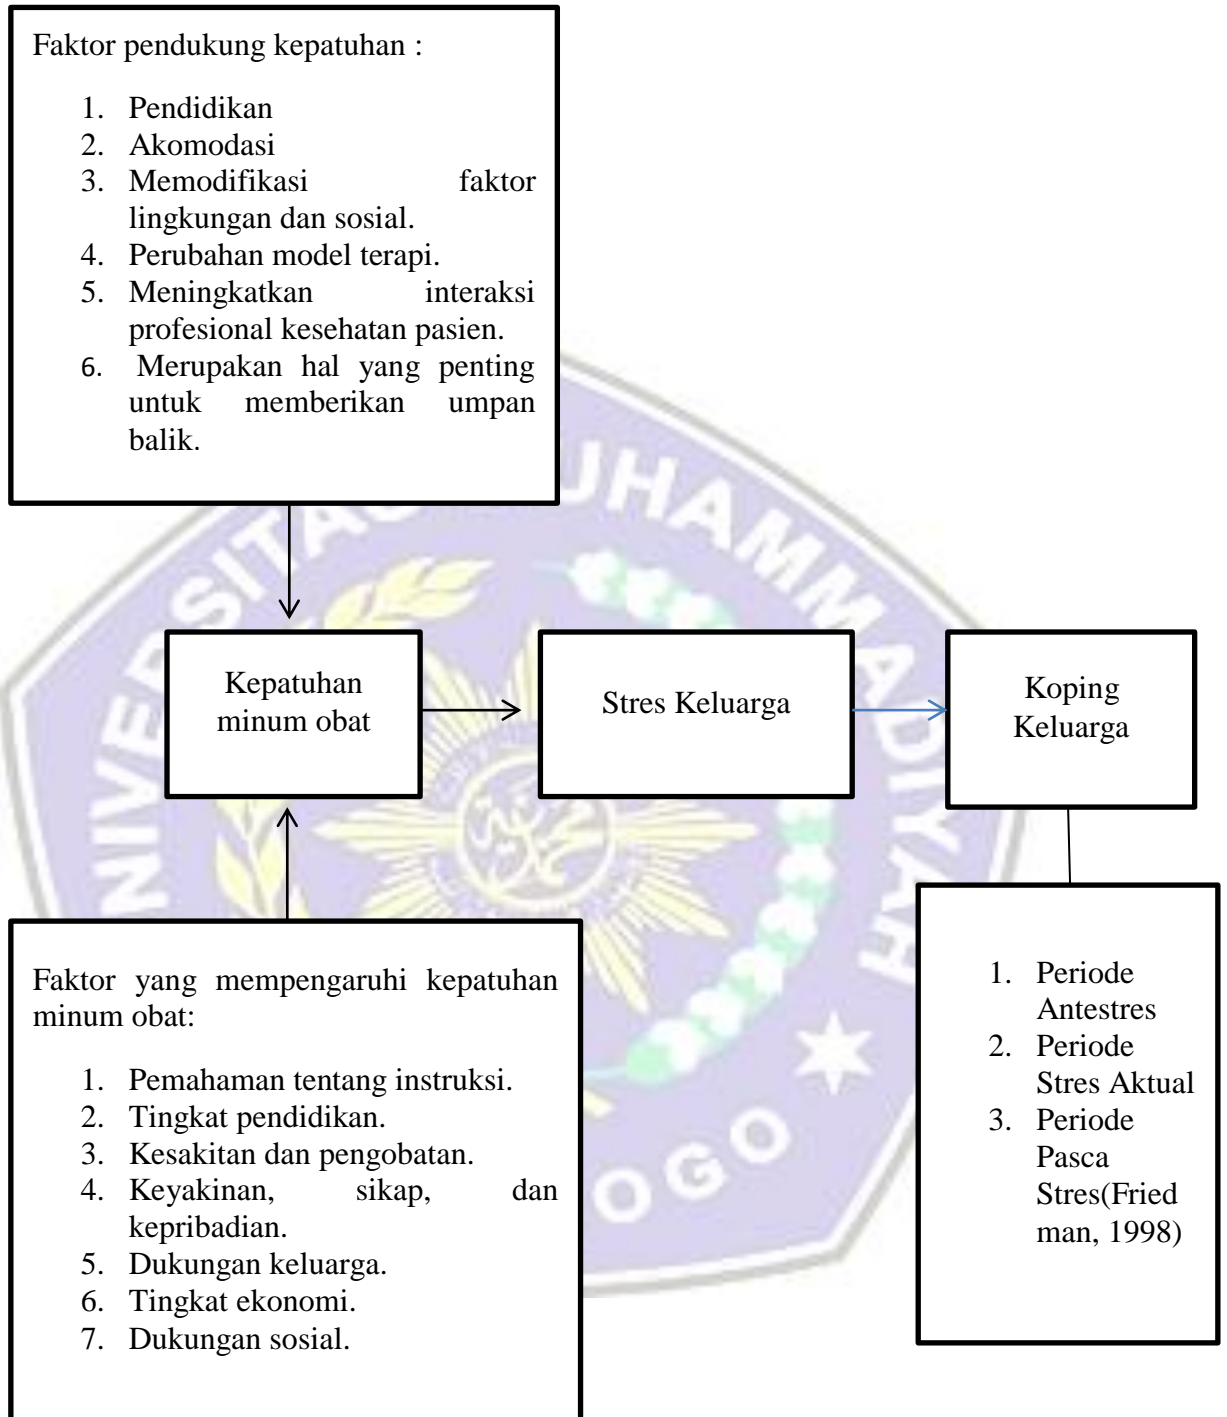 Faktor pendukung kepatuhan :
1. Pendidikan
2. Akomodasi
3. Memodifikasi faktor
lingkungan dan sosial.
4. Perubahan model terapi.
5. Meningkatkan interaksi
profesional kesehatan pasien.
6. Merupakan hal yang penting
untuk memberikan umpan
balik.
Kepatuhan
minum obat
Stres Keluarga
Koping
Keluarga
Faktor yang mempengaruhi kepatuhan
minum obat:
1. Pemahaman tentang instruksi.
2. Tingkat pendidikan.
3. Kesakitan dan pengobatan.
4. Keyakinan, sikap, dan
kepribadian.
5. Dukungan keluarga.
6. Tingkat ekonomi.
7. Dukungan sosial.
1. Periode
Antestres
2. Periode
Stres Aktual
3. Periode
Pasca
Stres(Fried
man, 1998)